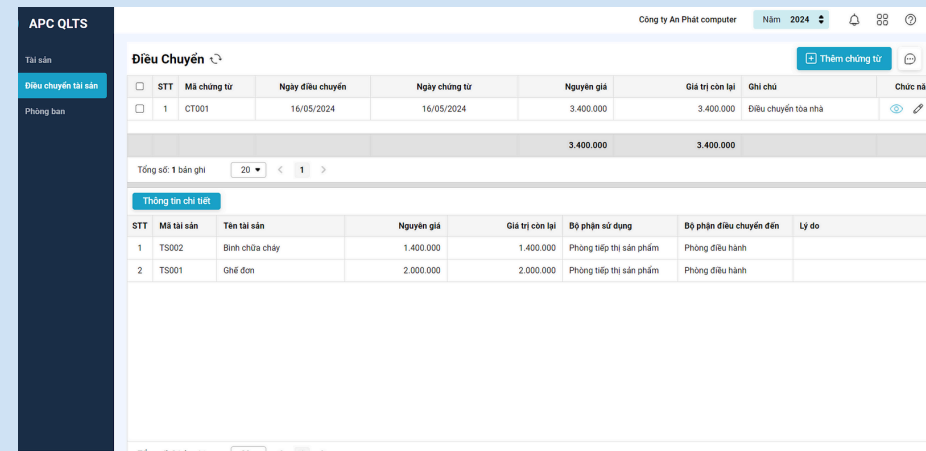 APC QLTS
Công ty An Phát computer
Năm 2024
Tài sản
Điều chuyển tài sản
Phòng ban
Điều Chuyển
Thêm chứng từ
STT Mã chứng từ Ngày điều chuyển Ngày chứng từ Nguyên giá Giá trị còn lại Ghi chú Chức nă
1 CT001 16/05/2024 16/05/2024 3.400.000 3.400.000 Điều chuyển tòa nhà
3.400.000 3.400.000
Tổng số: 1 bản ghi 20 1
Thông tin chi tiết
STT Mã tài sản Tên tài sản Nguyên giá Giá trị còn lại Bộ phận sử dụng Bộ phận điều chuyển đến Lý do
1 TS002 Bình chữa cháy 1.400.000 1.400.000 Phòng tiếp thị sản phẩm Phòng điều hành
2 TS001 Ghế đơn 2.000.000 2.000.000 Phòng tiếp thị sản phẩm Phòng điều hành